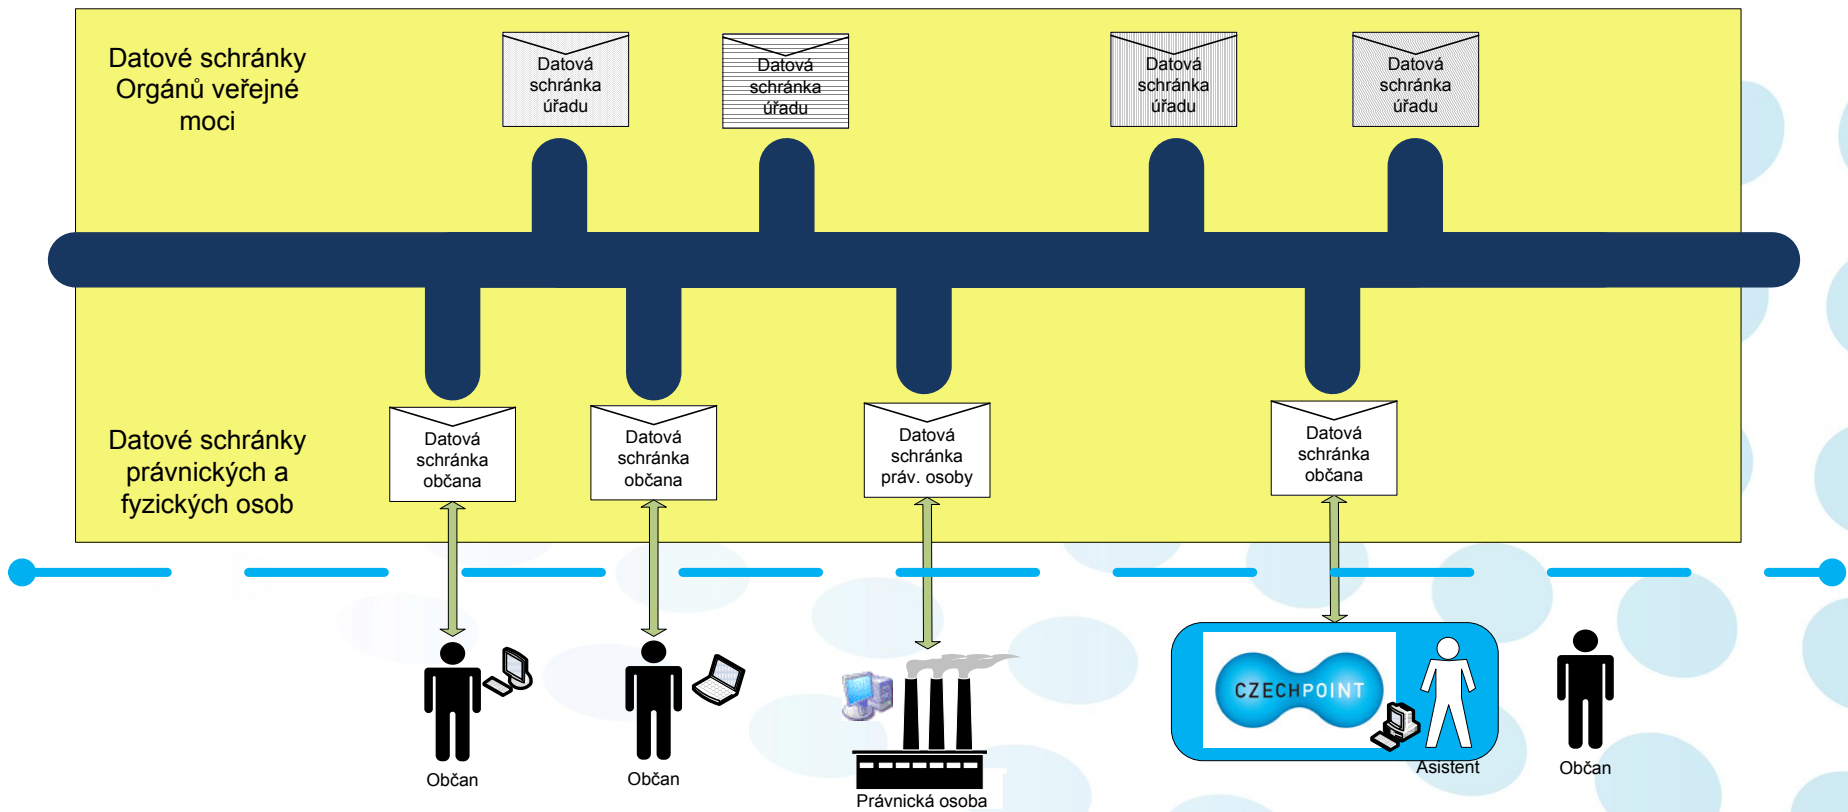 Datové schránky
Orgánů veřejné
moci
Datová
schránka
úřadu
Datová
schránka
úřadu
Datová
schránka
úřadu
Datová
schránka
úřadu
Datové schránky
právnických a
fyzických osob
Datová
schránka
občana
Datová
schránka
občana
Datová
schránka
práv. osoby
Datová
schránka
občana
CZECHPOINT
Občan
Občan
Právnická osoba
Asistent
Občan